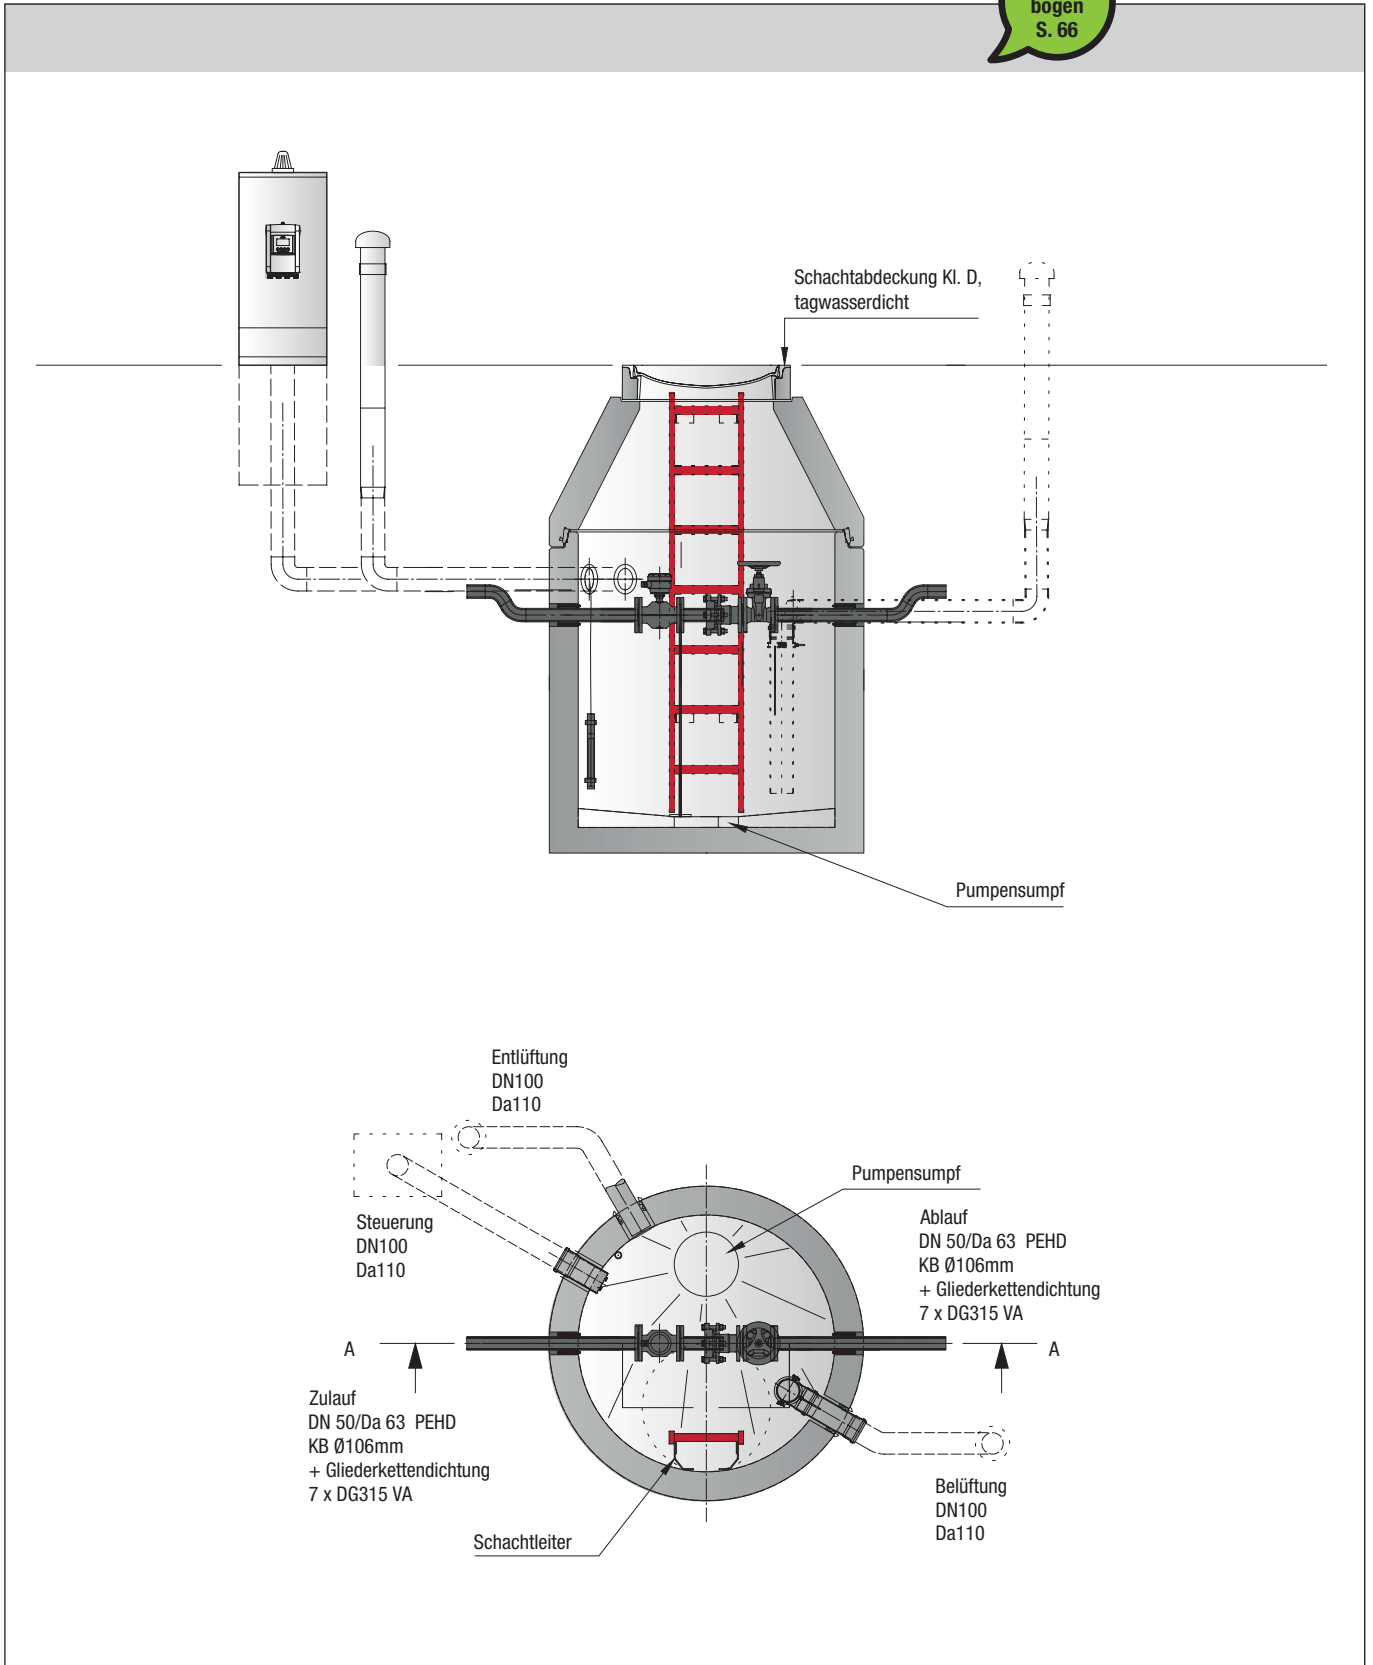 bogen
S. 66
Schachtabdeckung Kl. D,
tagwasserdicht
Pumpensumpf
Entlüftung
DN100
Da110
Pumpensumpf
Steuerung
DN100
Da110
Ablauf
DN 50/Da 63 PEHD
KB Ø106mm
+ Gliederkettendichtung
7 x DG315 VA
A
A
Zulauf
DN 50/Da 63 PEHD
KB Ø106mm
+ Gliederkettendichtung
7 x DG315 VA
Belüftung
DN100
Da110
Schachtleiter